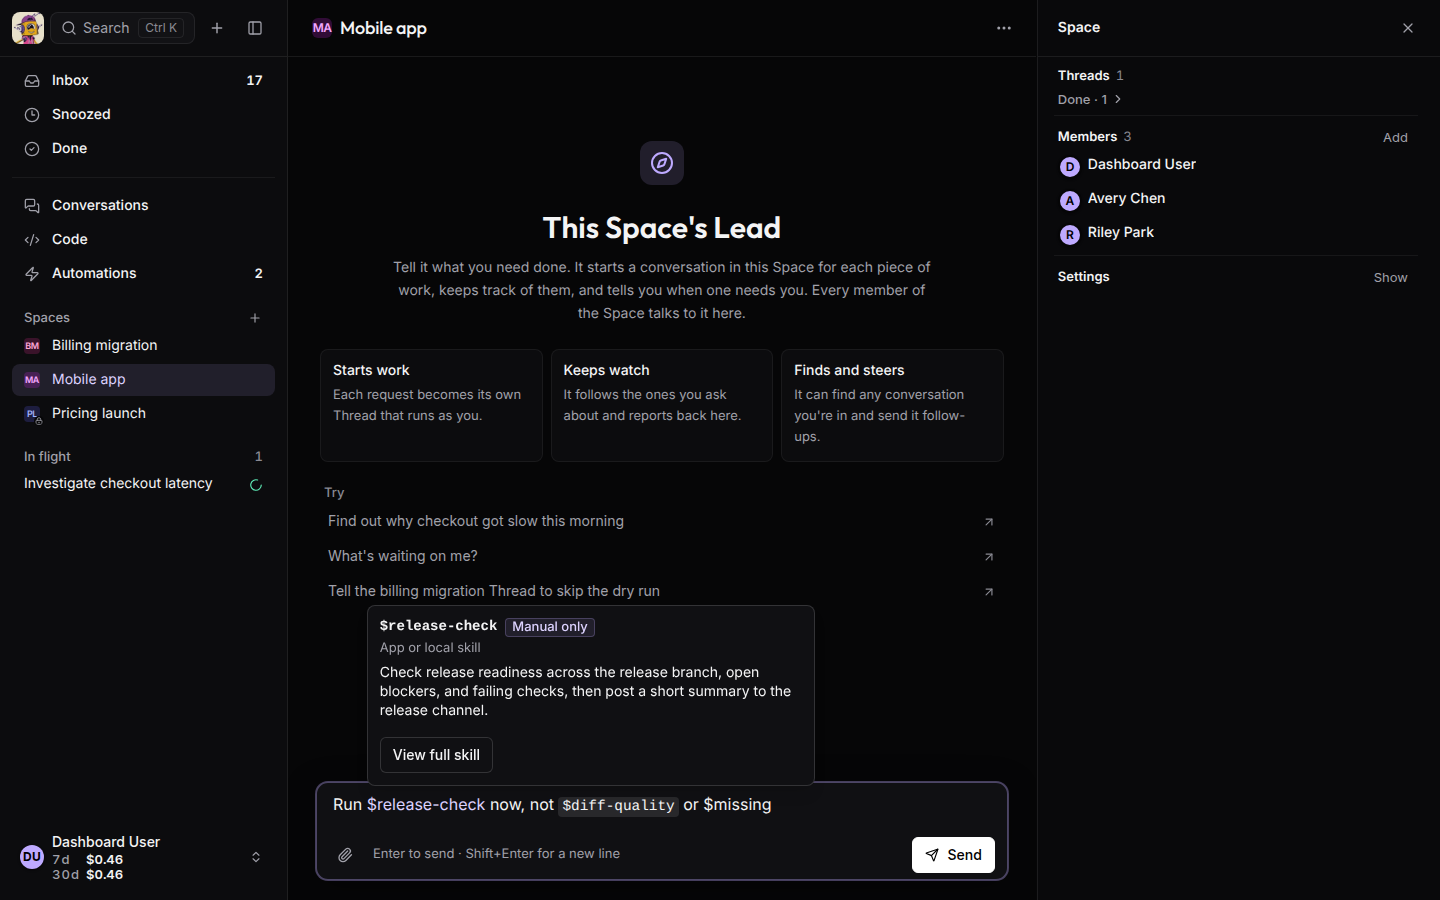 Search Ctrl K
Inbox 17
Snoozed
Done
Conversations
Code
Automations 2
Spaces
BM Billing migration
MA Mobile app
PL Pricing launch
In flight 1
Investigate checkout latency
DU Dashboard User
7d $0.46
30d $0.46
MA Mobile app
This Space's Lead
Tell it what you need done. It starts a conversation in this Space for each piece of
work, keeps track of them, and tells you when one needs you. Every member of
the Space talks to it here.
Starts work
Each request becomes its own
Thread that runs as you.
Keeps watch
It follows the ones you ask
about and reports back here.
Finds and steers
It can find any conversation
you're in and send it follow-
ups.
Try
Find out why checkout got slow this morning
What's waiting on me?
Tell the billing migration Thread to skip the dry run
$release-check Manual only
App or local skill
Check release readiness across the release branch, open
blockers, and failing checks, then post a short summary to the
release channel.
View full skill
Run $release-check now, not $diff-quality or $missing
Enter to send · Shift+Enter for a new line
Send
Space
Threads 1
Done · 1
Members 3 Add
D Dashboard User
A Avery Chen
R Riley Park
Settings Show